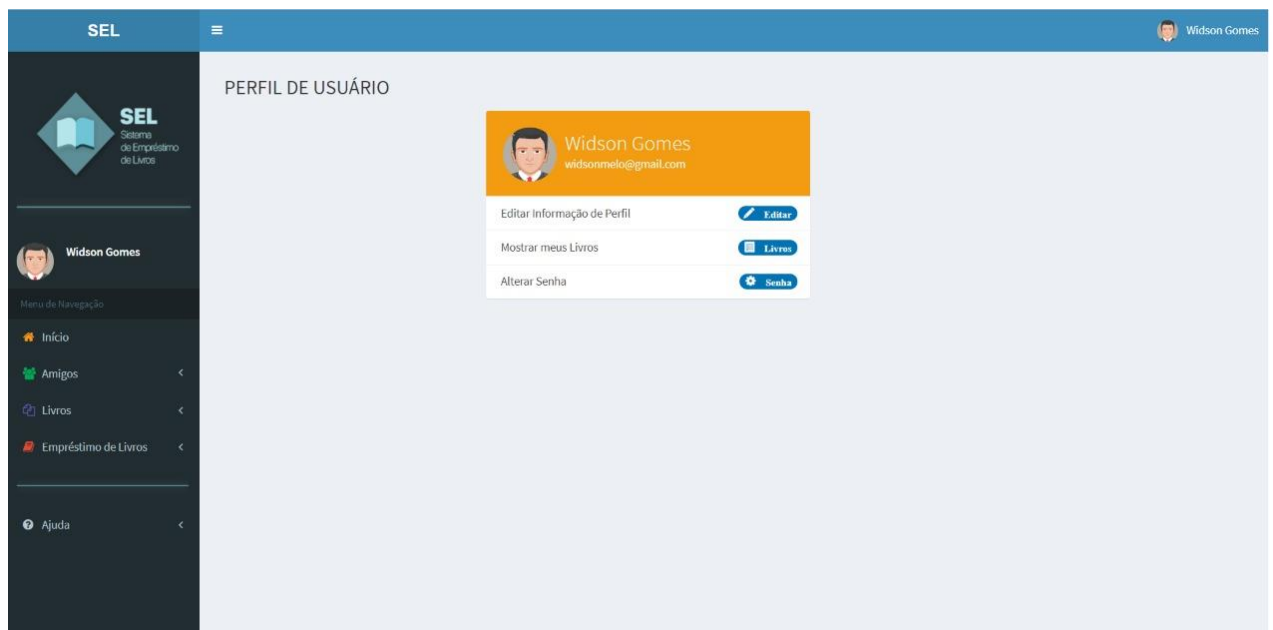 SEL
Widson Gomes
SEL
Sistema
de Empréstimo
de Livros
Widson Gomes
Menu de Navegação
Início
Amigos
Livros
Empréstimo de Livros
Ajuda
PERFIL DE USUÁRIO
Widson Gomes
widsonmelo@gmail.com
Editar Informação de Perfil
Editar
Mostrar meus Livros
Livros
Alterar Senha
Senha